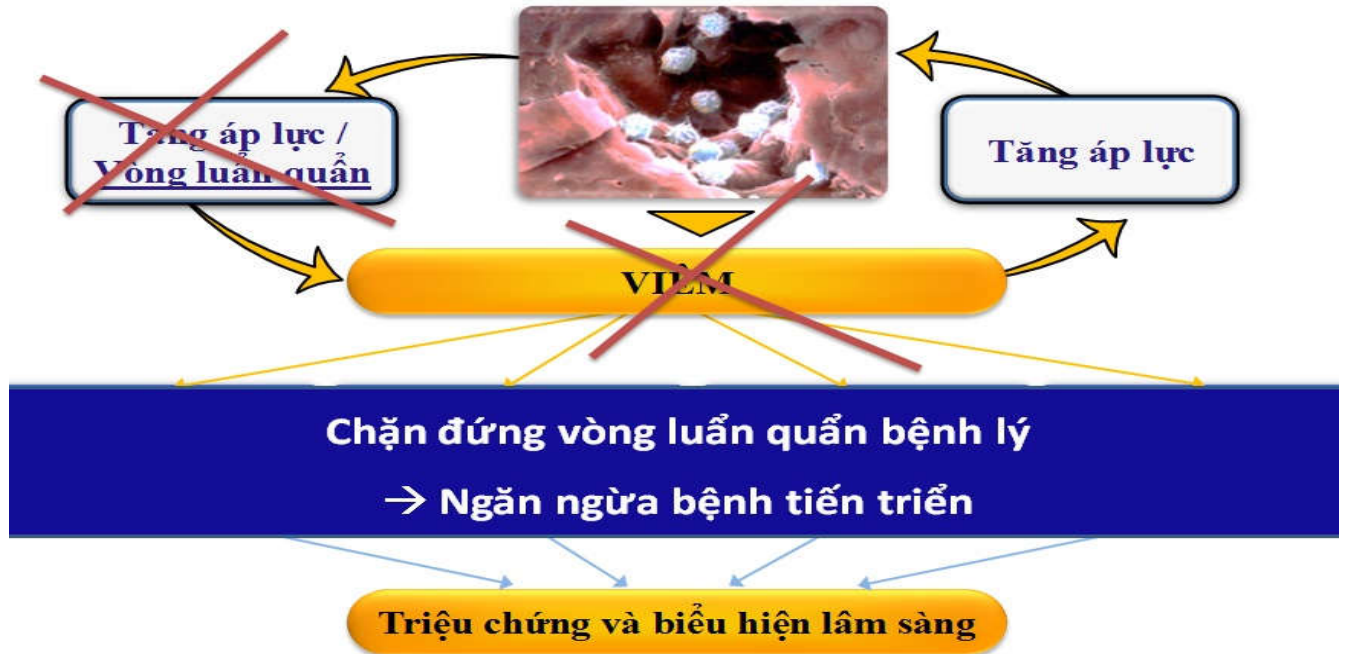 Tăng áp lực /
Vòng luẩn quẩn
Tăng áp lực
VIÊM
Chặn đứng vòng luẩn quẩn bệnh lý
→ Ngăn ngừa bệnh tiến triển
Triệu chứng và biểu hiện lâm sàng